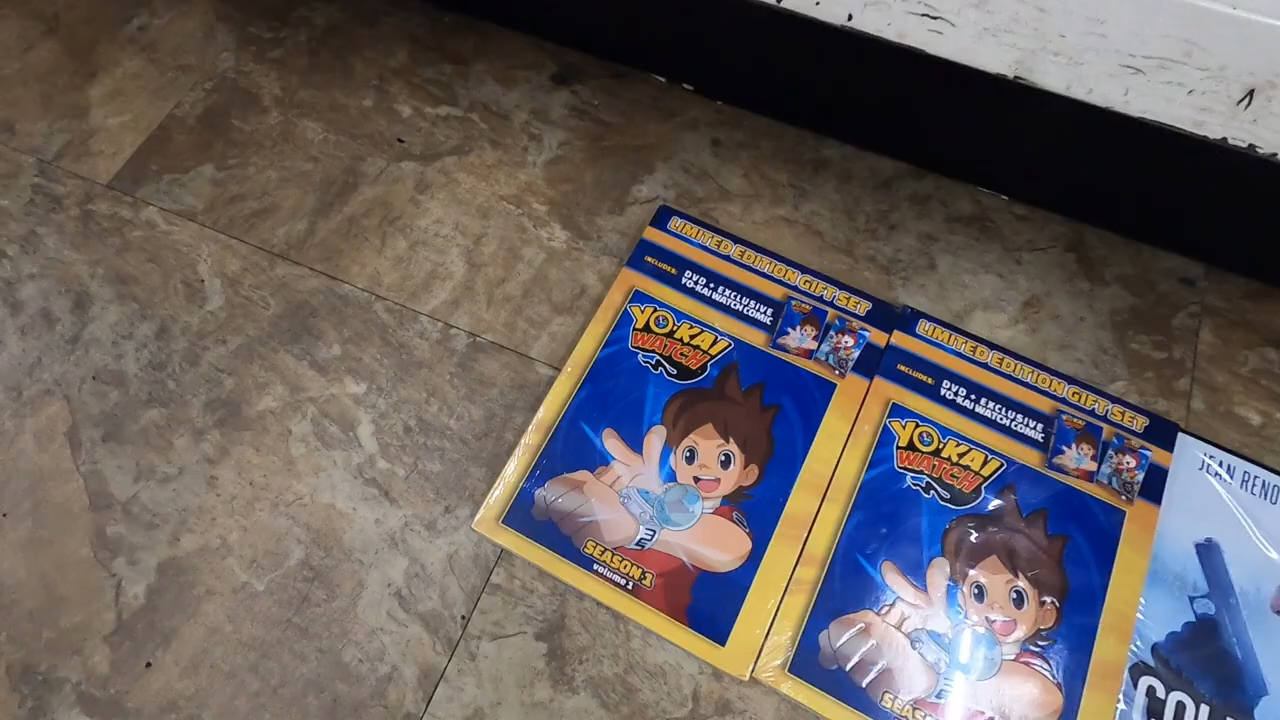 LIMITED EDITION GIFT SET
INCLUDES:
DVD + EXCLUSIVE
YO-KAI WATCH COMIC
YO-KAI
WATCH
SEASON 1
volume 1
LIMITED EDITION GIFT SET
INCLUDES:
DVD + EXCLUSIVE
YO-KAI WATCH COMIC
YO-KAI
WATCH
JEAN RENO